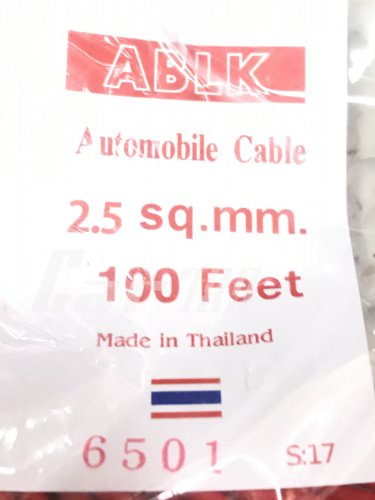 ABLK
Automobile Cable
2.5 sq.mm.
100 Feet
Made in Thailand
6501 S:17